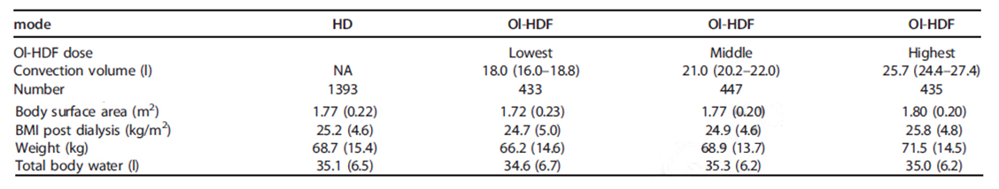 mode HD Ol-HDF Ol-HDF Ol-HDF
Ol-HDF dose Lowest Middle Highest
Convection volume (l) NA 18.0 (16.0–18.8) 21.0 (20.2–22.0) 25.7 (24.4–27.4)
Number 1393 433 447 435
Body surface area (m²) 1.77 (0.22) 1.72 (0.23) 1.77 (0.20) 1.80 (0.20)
BMI post dialysis (kg/m²) 25.2 (4.6) 24.7 (5.0) 24.9 (4.6) 25.8 (4.8)
Weight (kg) 68.7 (15.4) 66.2 (14.6) 68.9 (13.7) 71.5 (14.5)
Total body water (l) 35.1 (6.5) 34.6 (6.7) 35.3 (6.2) 35.0 (6.2)